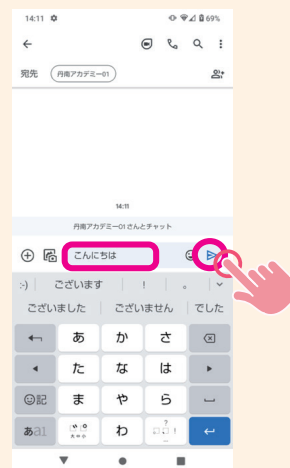 14:11 69%
宛先 丹南アカデミー01
14:11
丹南アカデミー01 さんとチャット
こんにちは
:-) ございます ! 。
ござい ました ございません でした
あ か さ
た な は
記 ま や ら
あa1 わ 、。?!